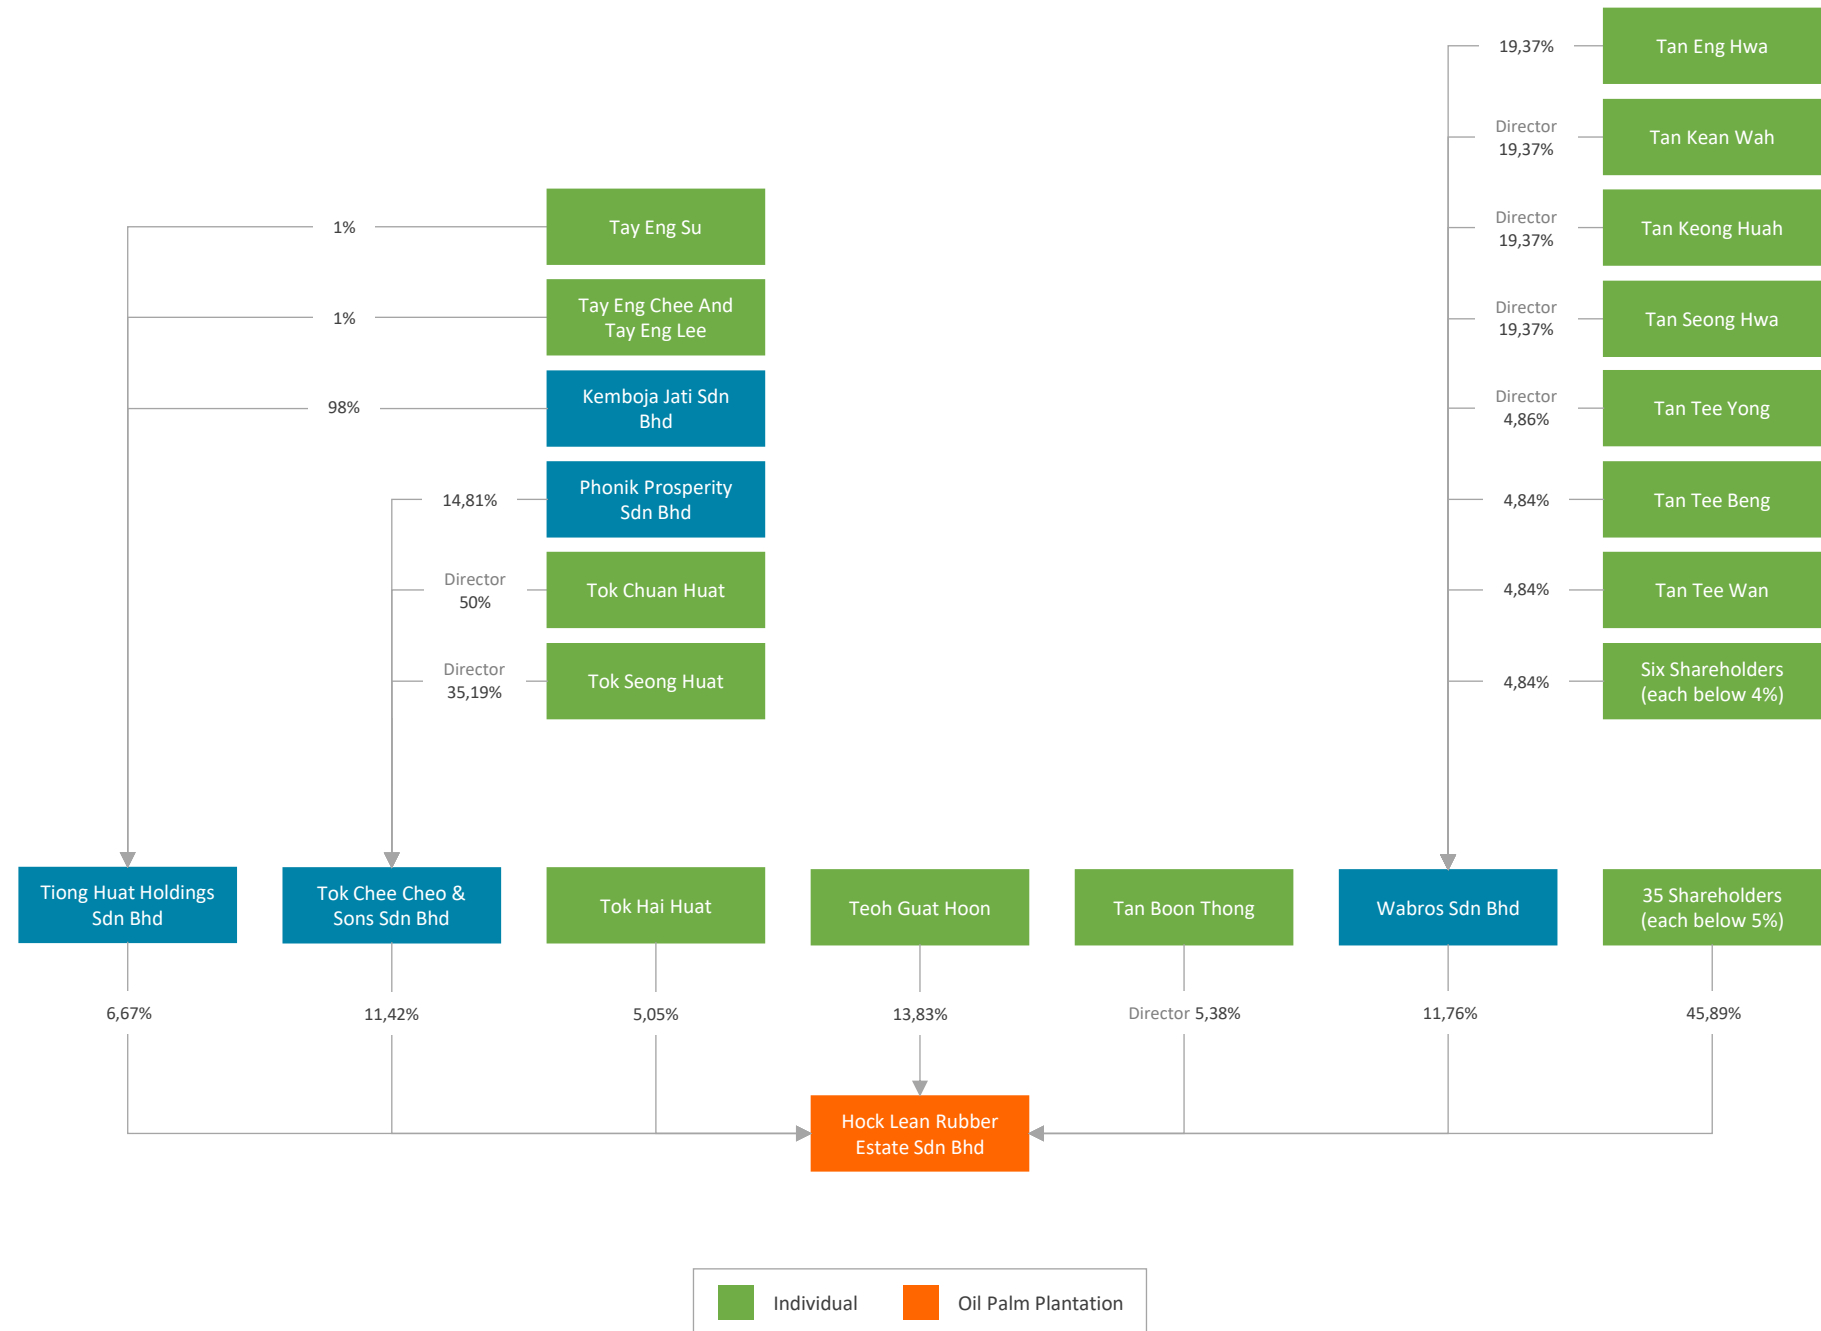 19,37%
Tan Eng Hwa
Director
19,37%
Tan Kean Wah
1%
Tay Eng Su
Director
19,37%
Tan Keong Huah
1%
Tay Eng Chee And
Tay Eng Lee
Director
19,37%
Tan Seong Hwa
98%
Kemboja Jati Sdn
Bhd
Director
4,86%
Tan Tee Yong
14,81%
Phonik Prosperity
Sdn Bhd
4,84%
Tan Tee Beng
Director
50%
Tok Chuan Huat
4,84%
Tan Tee Wan
Director
35,19%
Tok Seong Huat
4,84%
Six Shareholders
(each below 4%)
Tiong Huat Holdings
Sdn Bhd
Tok Chee Cheo &
Sons Sdn Bhd
Tok Hai Huat
Teoh Guat Hoon
Tan Boon Thong
Wabros Sdn Bhd
35 Shareholders
(each below 5%)
6,67%
11,42%
5,05%
13,83%
Director 5,38%
11,76%
45,89%
Hock Lean Rubber
Estate Sdn Bhd
Individual
Oil Palm Plantation